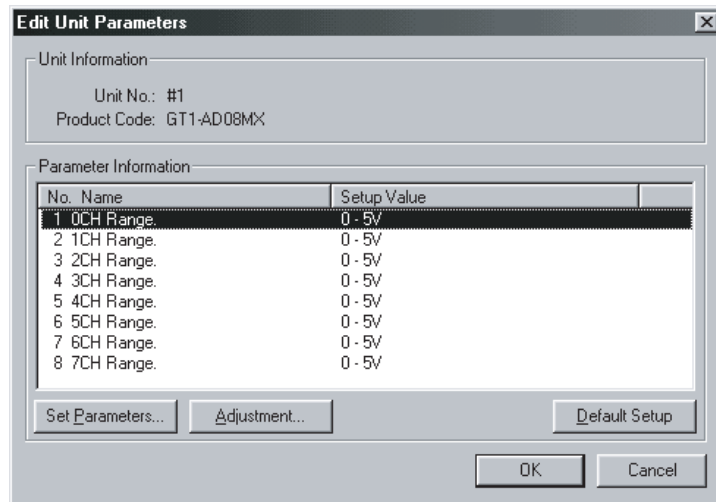 Edit Unit Parameters
Unit Information
Unit No.: #1
Product Code: GT1-AD08MX
Parameter Information
No. Name Setup Value
1 0CH Range. 0 - 5V
2 1CH Range. 0 - 5V
3 2CH Range. 0 - 5V
4 3CH Range. 0 - 5V
5 4CH Range. 0 - 5V
6 5CH Range. 0 - 5V
7 6CH Range. 0 - 5V
8 7CH Range. 0 - 5V
Set Parameters... Adjustment... Default Setup
OK Cancel